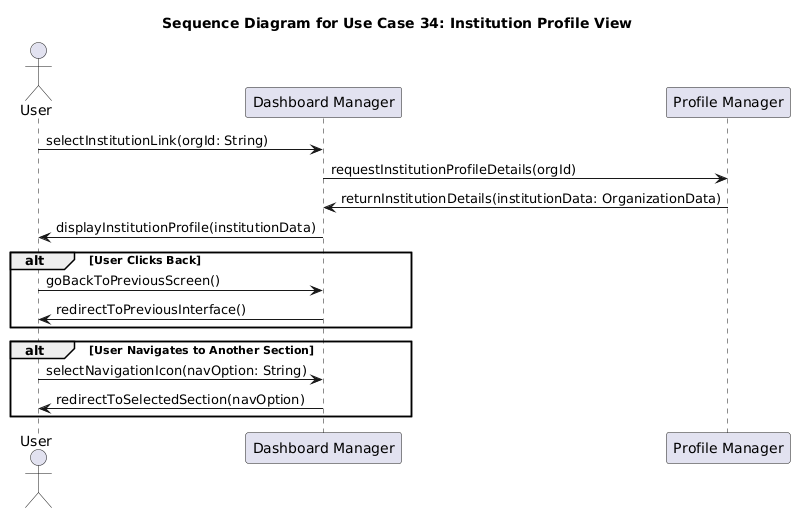 Sequence Diagram for Use Case 34: Institution Profile View
User
Dashboard Manager
Profile Manager
selectInstitutionLink(orgId: String)
requestInstitutionProfileDetails(orgId)
returnInstitutionDetails(institutionData: OrganizationData)
displayInstitutionProfile(institutionData)
alt [User Clicks Back]
goBackToPreviousScreen()
redirectToPreviousInterface()
alt [User Navigates to Another Section]
selectNavigationIcon(navOption: String)
redirectToSelectedSection(navOption)
User
Dashboard Manager
Profile Manager